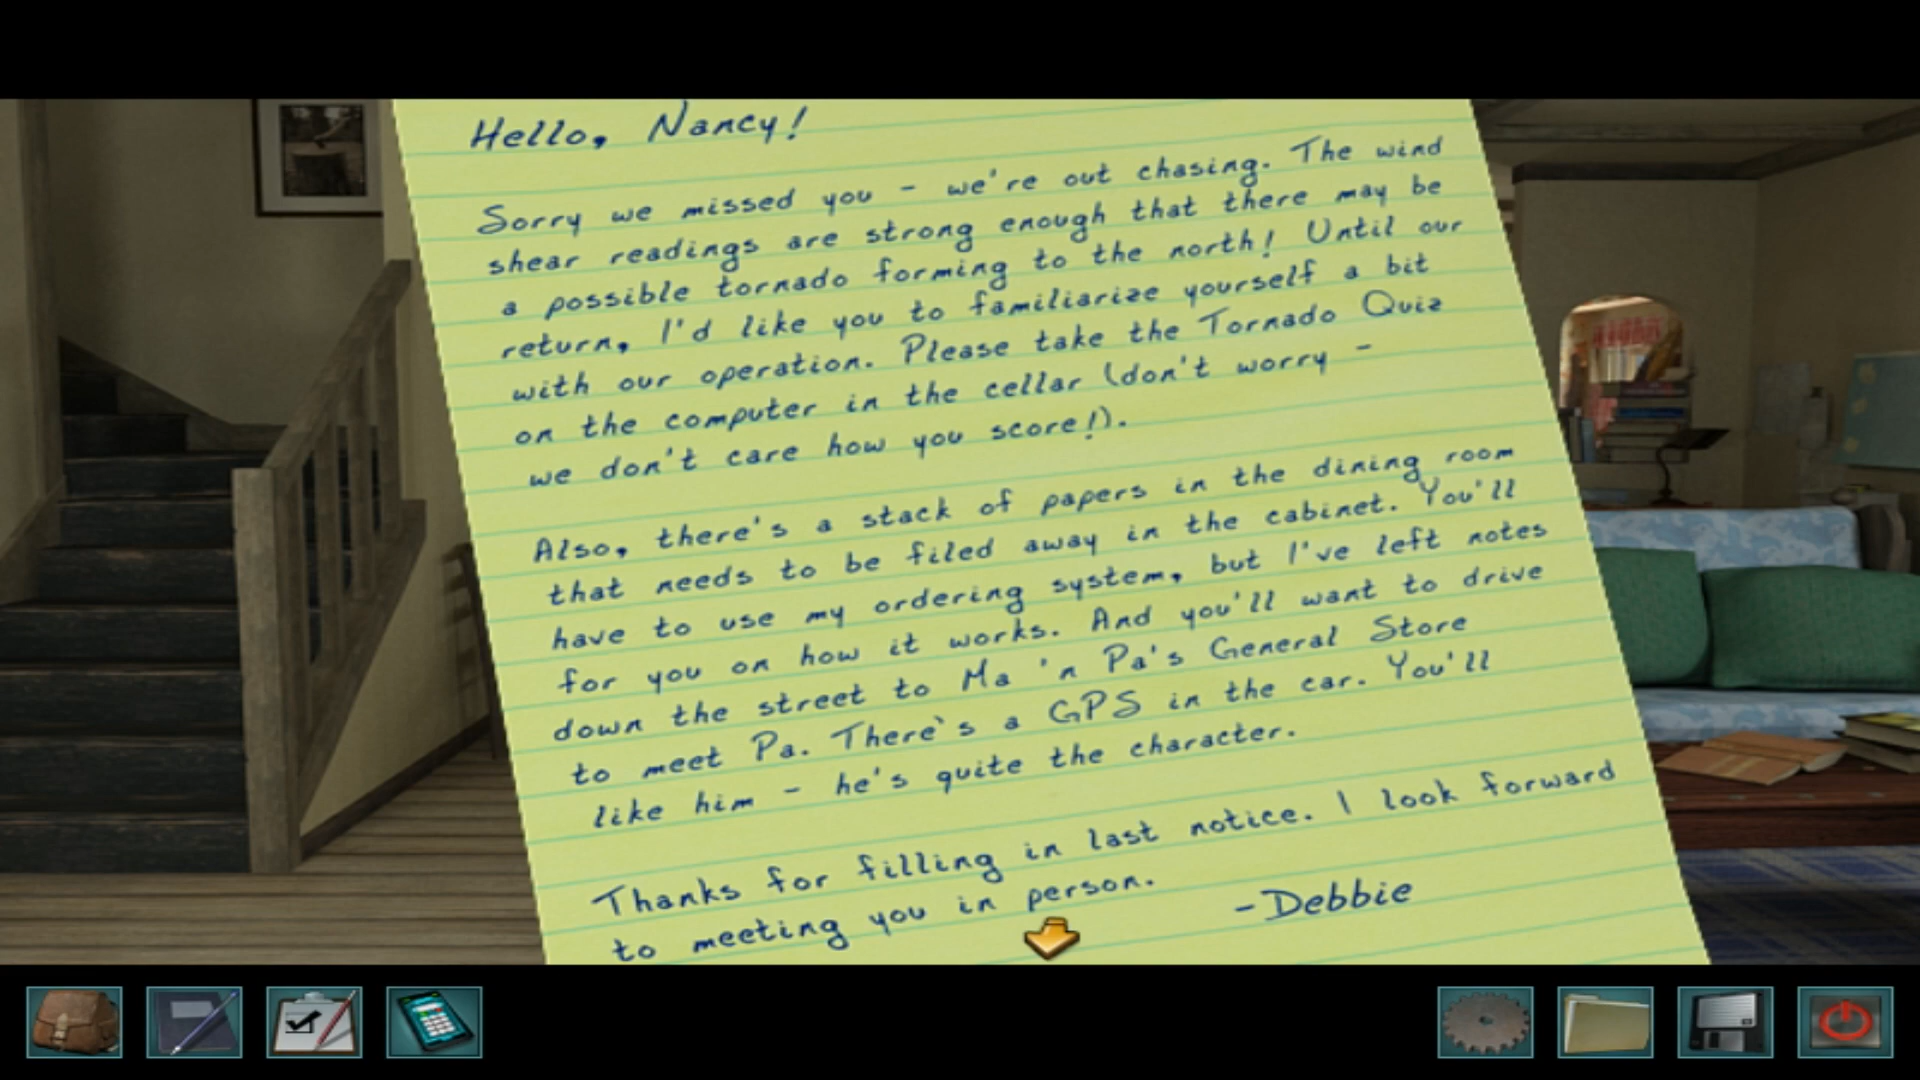 Hello, Nancy!
Sorry we missed you - we're out chasing. The wind
shear readings are strong enough that there may be
a possible tornado forming to the north! Until our
return, I'd like you to familiarize yourself a bit
with our operation. Please take the Tornado Quiz
on the computer in the cellar (don't worry -
we don't care how you score!).
Also, there's a stack of papers in the dining room
that needs to be filed away in the cabinet. You'll
have to use my ordering system, but I've left notes
for you on how it works. And you'll want to drive
down the street to Ma 'n Pa's General Store
to meet Pa. There's a GPS in the car. You'll
like him - he's quite the character.
Thanks for filling in last notice. I look forward
to meeting you in person.
-Debbie